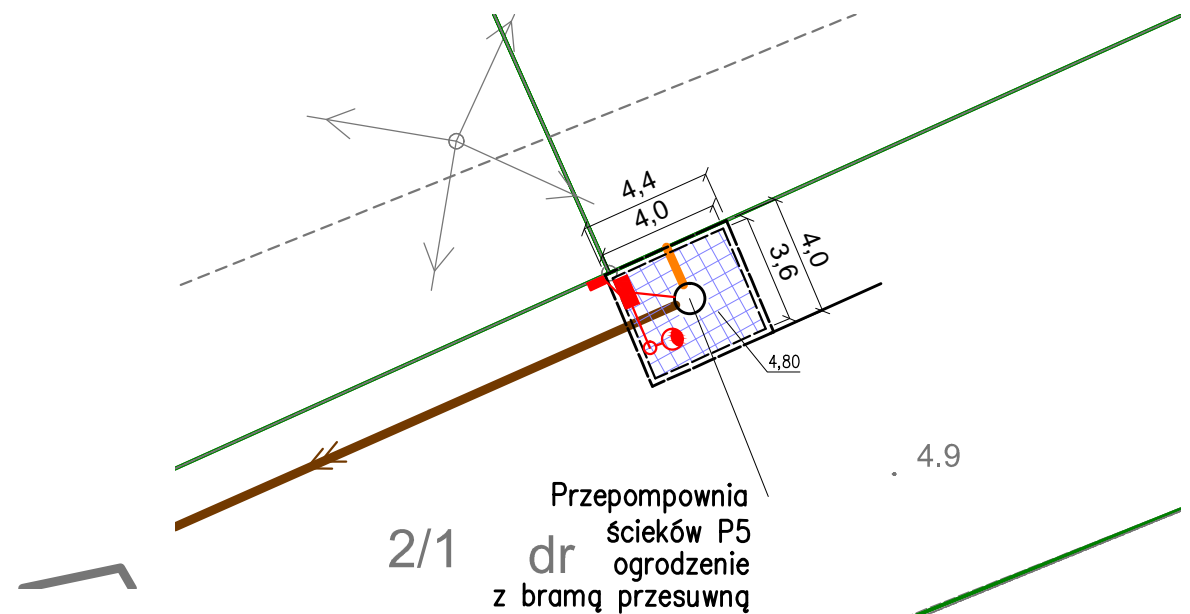 4,4
4,0
4,0
3,6
4,80
4.9
Przepompownia
ścieków P5
ogrodzenie
z bramą przesuwną
2/1 dr